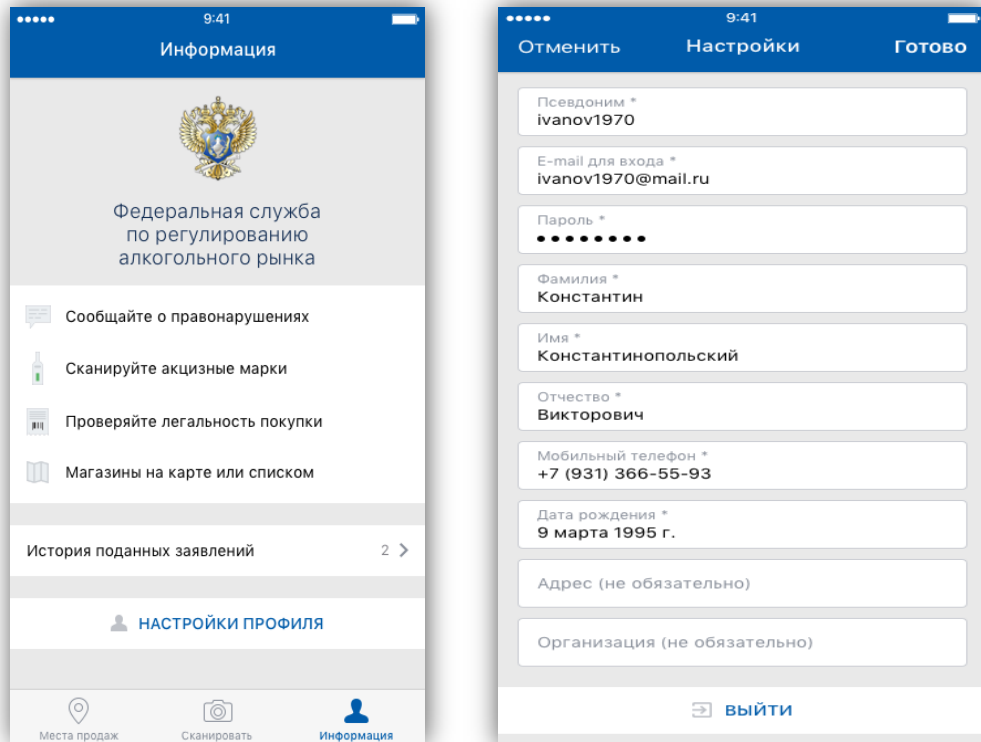 9:41
Информация
Федеральная служба
по регулированию
алкогольного рынка
Сообщайте о правонарушениях
Сканируйте акцизные марки
Проверяйте легальность покупки
Магазины на карте или списком
История поданных заявлений 2
НАСТРОЙКИ ПРОФИЛЯ
Места продаж Сканировать Информация
9:41
Отменить Настройки Готово
Псевдоним *
ivanov1970
E-mail для входа *
ivanov1970@mail.ru
Пароль *
••••••••
Фамилия *
Константин
Имя *
Константинопольский
Отчество *
Викторович
Мобильный телефон *
+7 (931) 366-55-93
Дата рождения *
9 марта 1995 г.
Адрес (не обязательно)
Организация (не обязательно)
ВЫЙТИ